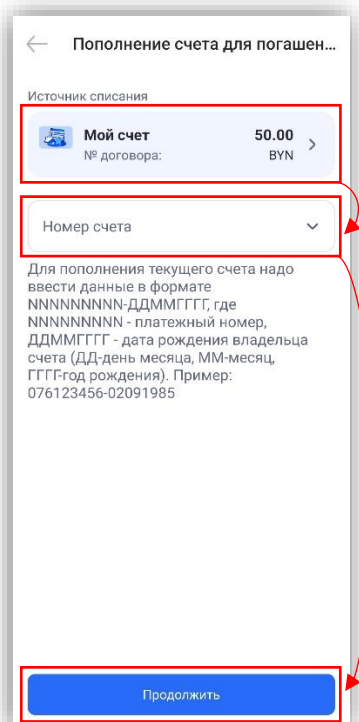 Пополнение счета для погашен...
Источник списания
Мой счет 50.00
№ договора: BYN
Номер счета
Для пополнения текущего счета надо
ввести данные в формате
NNNNNNNNN-ДДММГГГГ, где
NNNNNNNNN - платежный номер,
ДДММГГГГ - дата рождения владельца
счета (ДД-день месяца, ММ-месяц,
ГГГГ-год рождения). Пример:
076123456-02091985
Продолжить